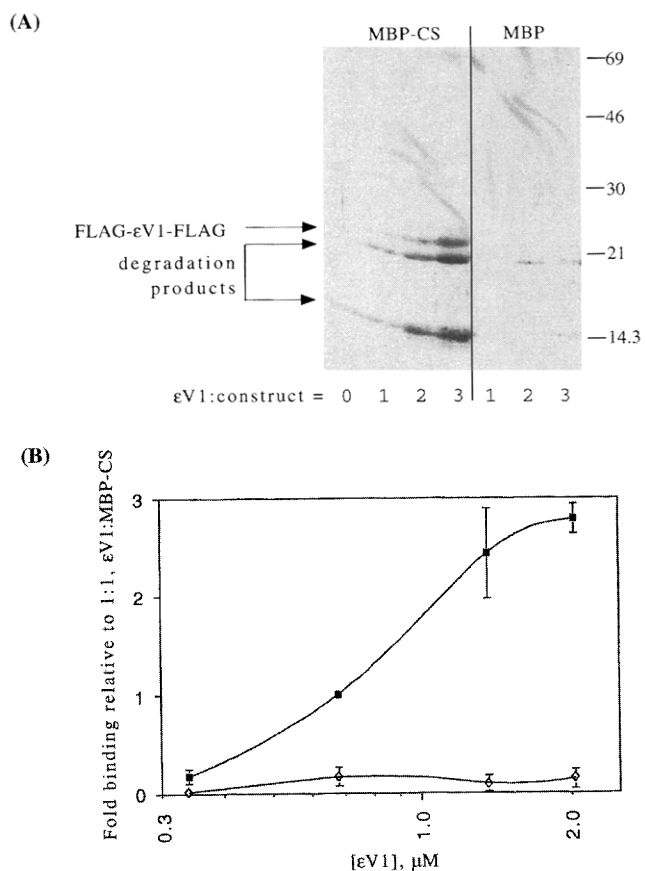 (A)
MBP-CS MBP
69
46
30
21
14.3
FLAG-εV1-FLAG
degradation
products
εV1:construct = 0 1 2 3 1 2 3
(B)
Fold binding relative to 1:1, εV1:MBP-CS
3
2
1
0
0.3 1.0 2.0
[εV1], μM